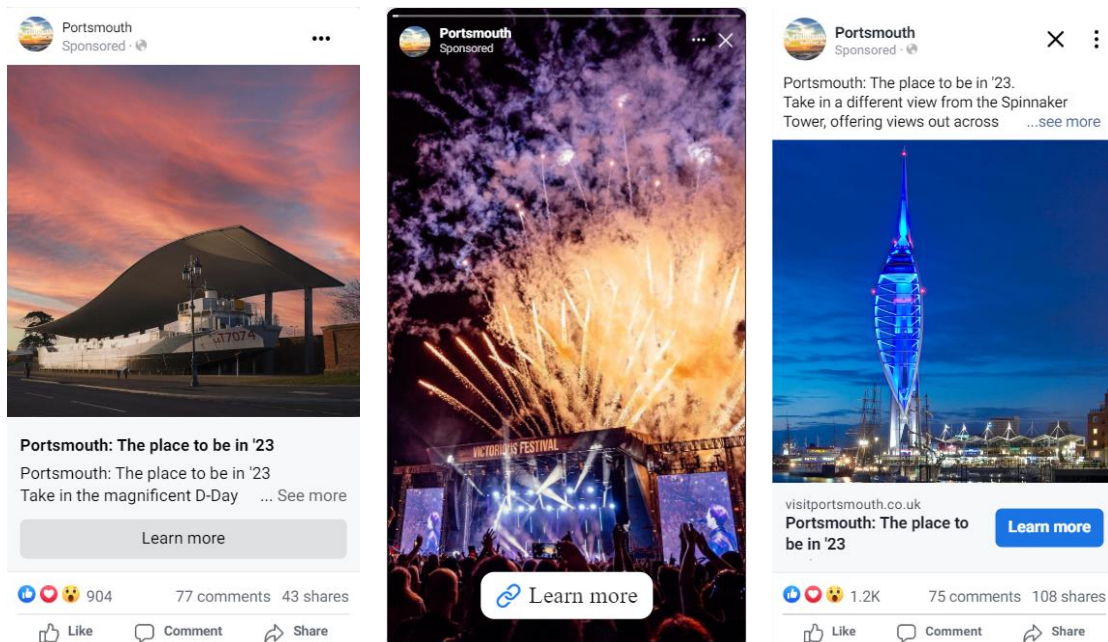 Portsmouth
Sponsored ·
Portsmouth: The place to be in '23
Portsmouth: The place to be in '23
Take in the magnificent D-Day ... See more
Learn more
904 77 comments 43 shares
Like Comment Share
Portsmouth
Sponsored
VICTORIOUS FESTIVAL
Learn more
Portsmouth
Sponsored ·
Portsmouth: The place to be in '23.
Take in a different view from the Spinnaker
Tower, offering views out across ...see more
visitportsmouth.co.uk
Portsmouth: The place to
be in '23
Learn more
1.2K 75 comments 108 shares
Like Comment Share